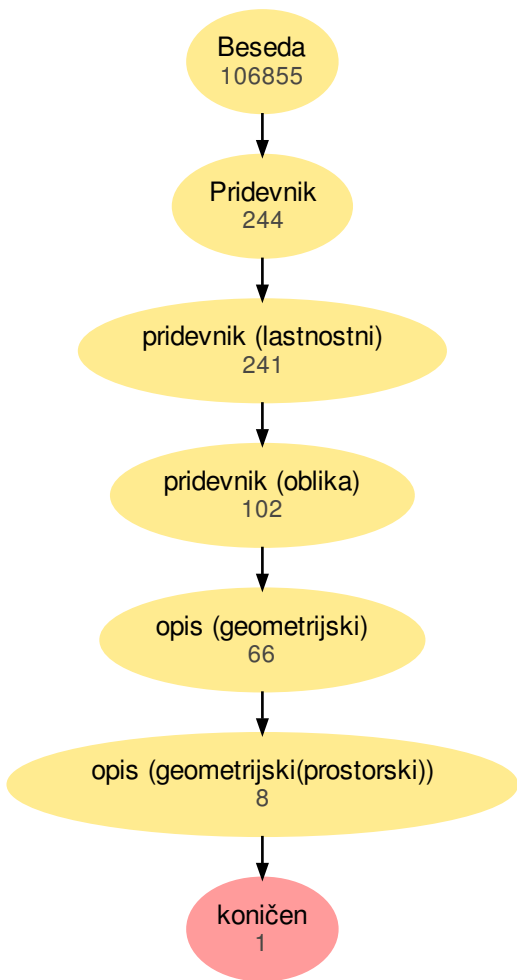 Beseda
106855
Pridevnik
244
pridevnik (lastnostni)
241
pridevnik (oblika)
102
opis (geometrijski)
66
opis (geometrijski(prostorski))
8
koničen
1